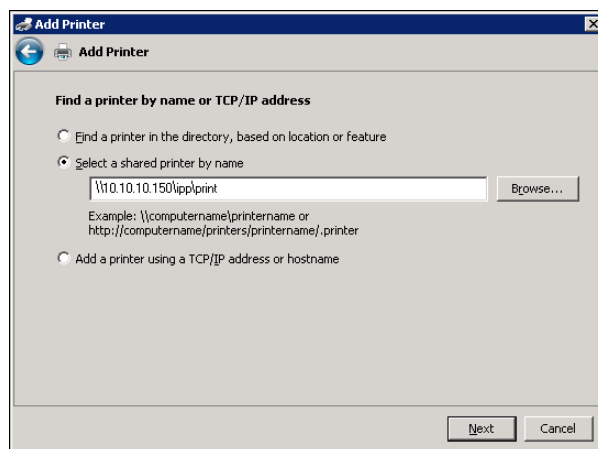 Add Printer
Add Printer
Find a printer by name or TCP/IP address
Find a printer in the directory, based on location or feature
Select a shared printer by name
\\10.10.10.150\ipp\print
Browse...
Example: \\computername\printername or
http://computername/printers/printername/.printer
Add a printer using a TCP/IP address or hostname
Next
Cancel